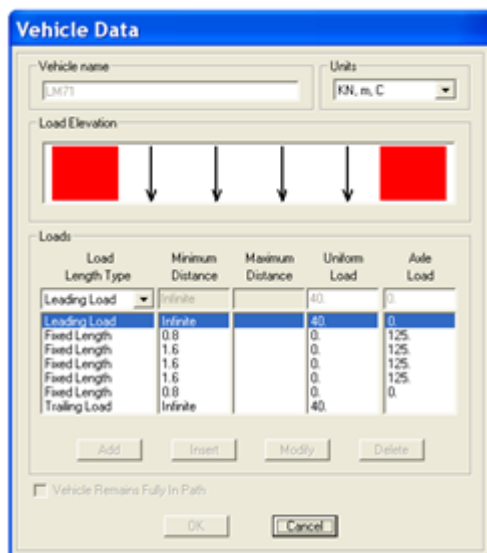 Vehicle Data
Vehicle name
Units
LM71
KN, m, C
Load Elevation
Loads
Load Length Type Minimum Distance Maximum Distance Uniform Load Axle Load
Leading Load Infinite 40. 0.
Leading Load Infinite 40. 0.
Fixed Length 0.8 0. 125.
Fixed Length 1.6 0. 125.
Fixed Length 1.6 0. 125.
Fixed Length 1.6 0. 125.
Fixed Length 0.8 0. 0.
Trailing Load Infinite 40.
Add Insert Modify Delete
Vehicle Remains Fully In Path
OK Cancel